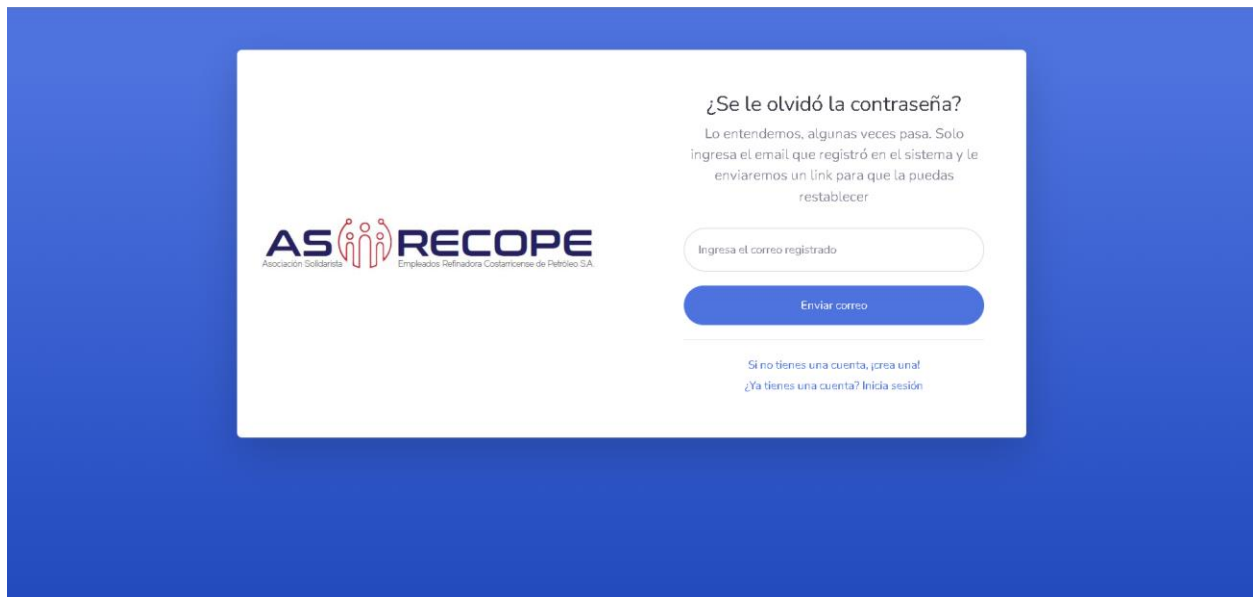 AS RECOPE
Asociación Solidarista Empleados Refinadora Costarricense de Petróleo S.A.
¿Se le olvidó la contraseña?
Lo entendemos, algunas veces pasa. Solo
ingresa el email que registró en el sistema y le
enviaremos un link para que la puedas
restablecer
Ingresa el correo registrado
Enviar correo
Si no tienes una cuenta, ¡crea una!
¿Ya tienes una cuenta? Inicia sesión